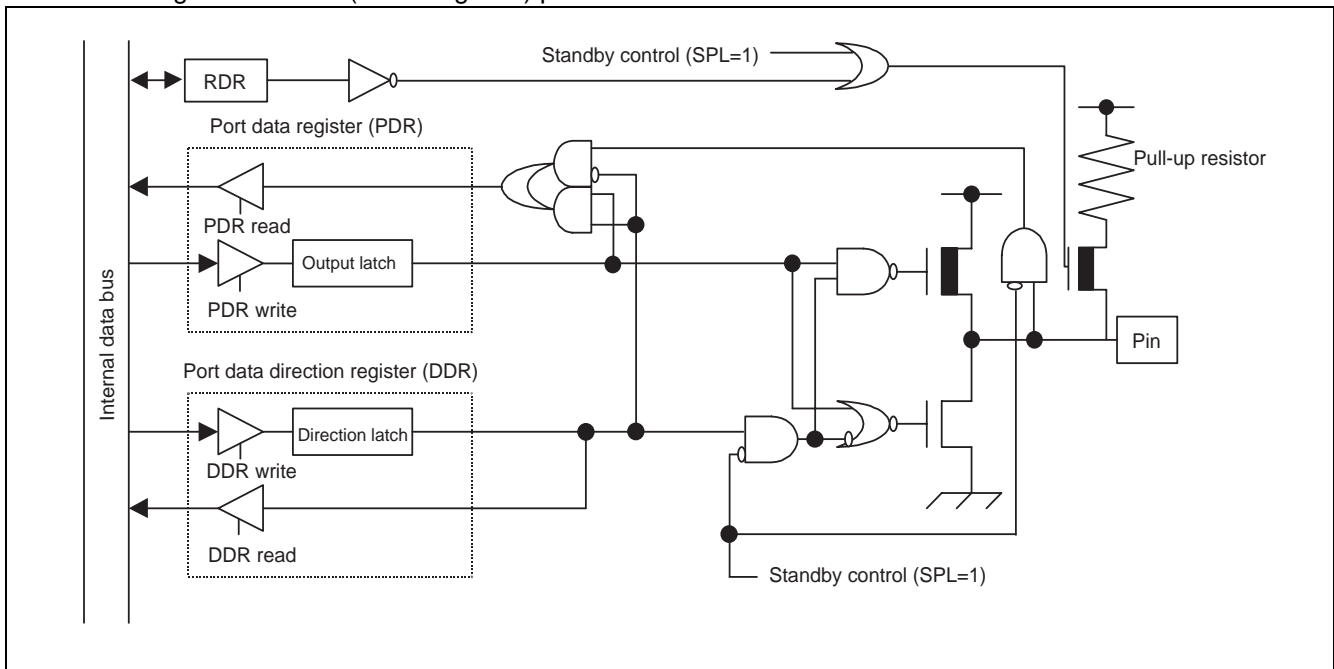 Standby control (SPL=1)
RDR
Port data register (PDR)
Pull-up resistor
PDR read
Output latch
PDR write
Internal data bus
Pin
Port data direction register (DDR)
Direction latch
DDR write
DDR read
Standby control (SPL=1)